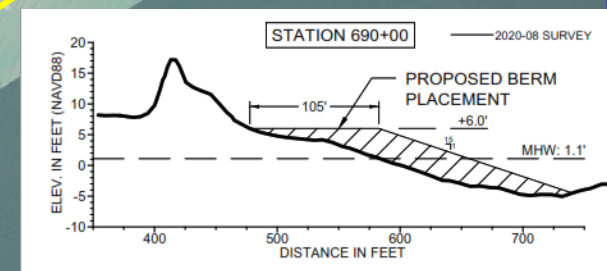 STATION 690+00
2020-08 SURVEY
ELEV. IN FEET (NAVD88)
20
15
10
5
0
-5
-10
PROPOSED BERM
PLACEMENT
105'
+6.0'
15
1
MHW: 1.1'
400
500
600
700
DISTANCE IN FEET